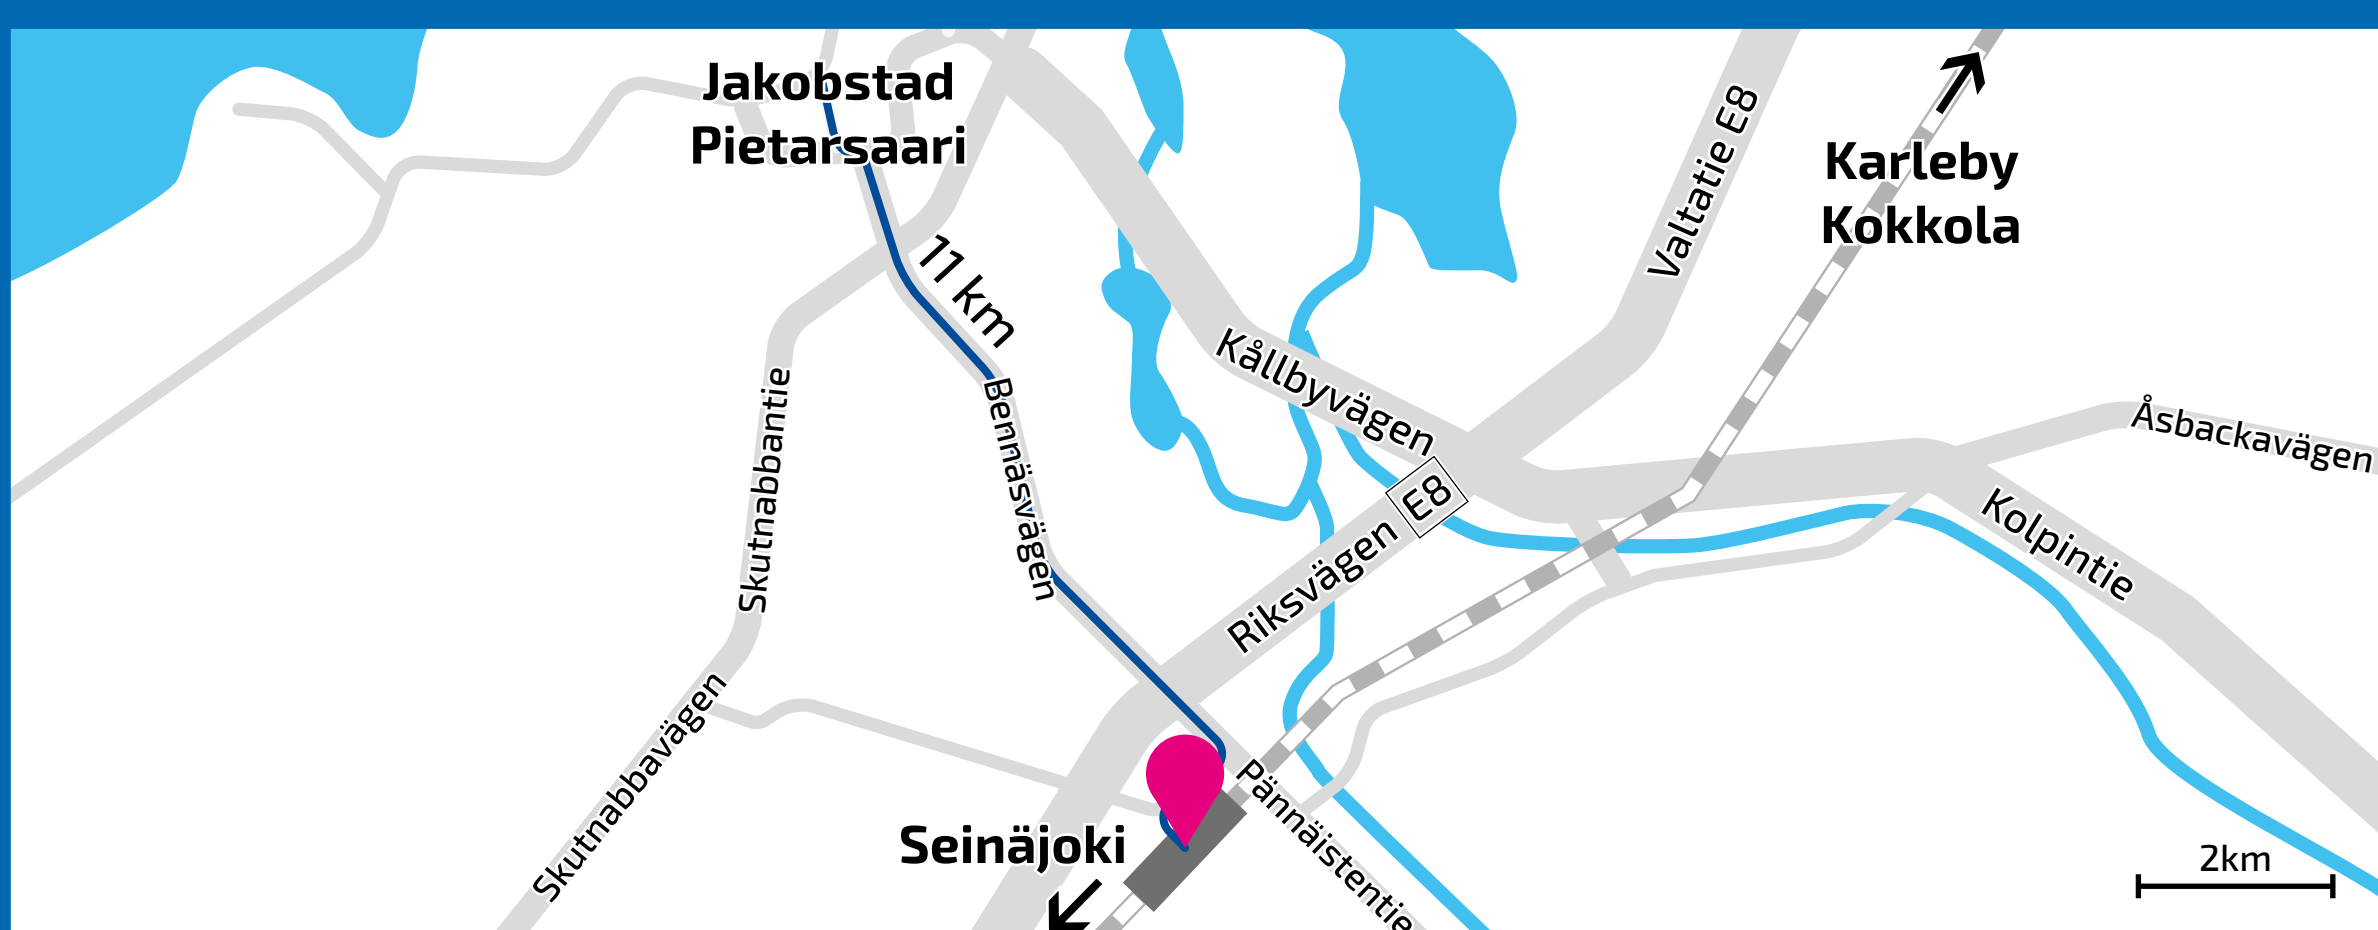 Jakobstad
Pietarsaari
11 km
Bennäsvägen
Skutnabbantie
Skutnabbavägen
Kållbyvägen
Valtatie E8
Karleby
Kokkola
Åsbackavägen
Kolpintie
E8
Riksvägen
Pännäistentie
Seinäjoki
2km